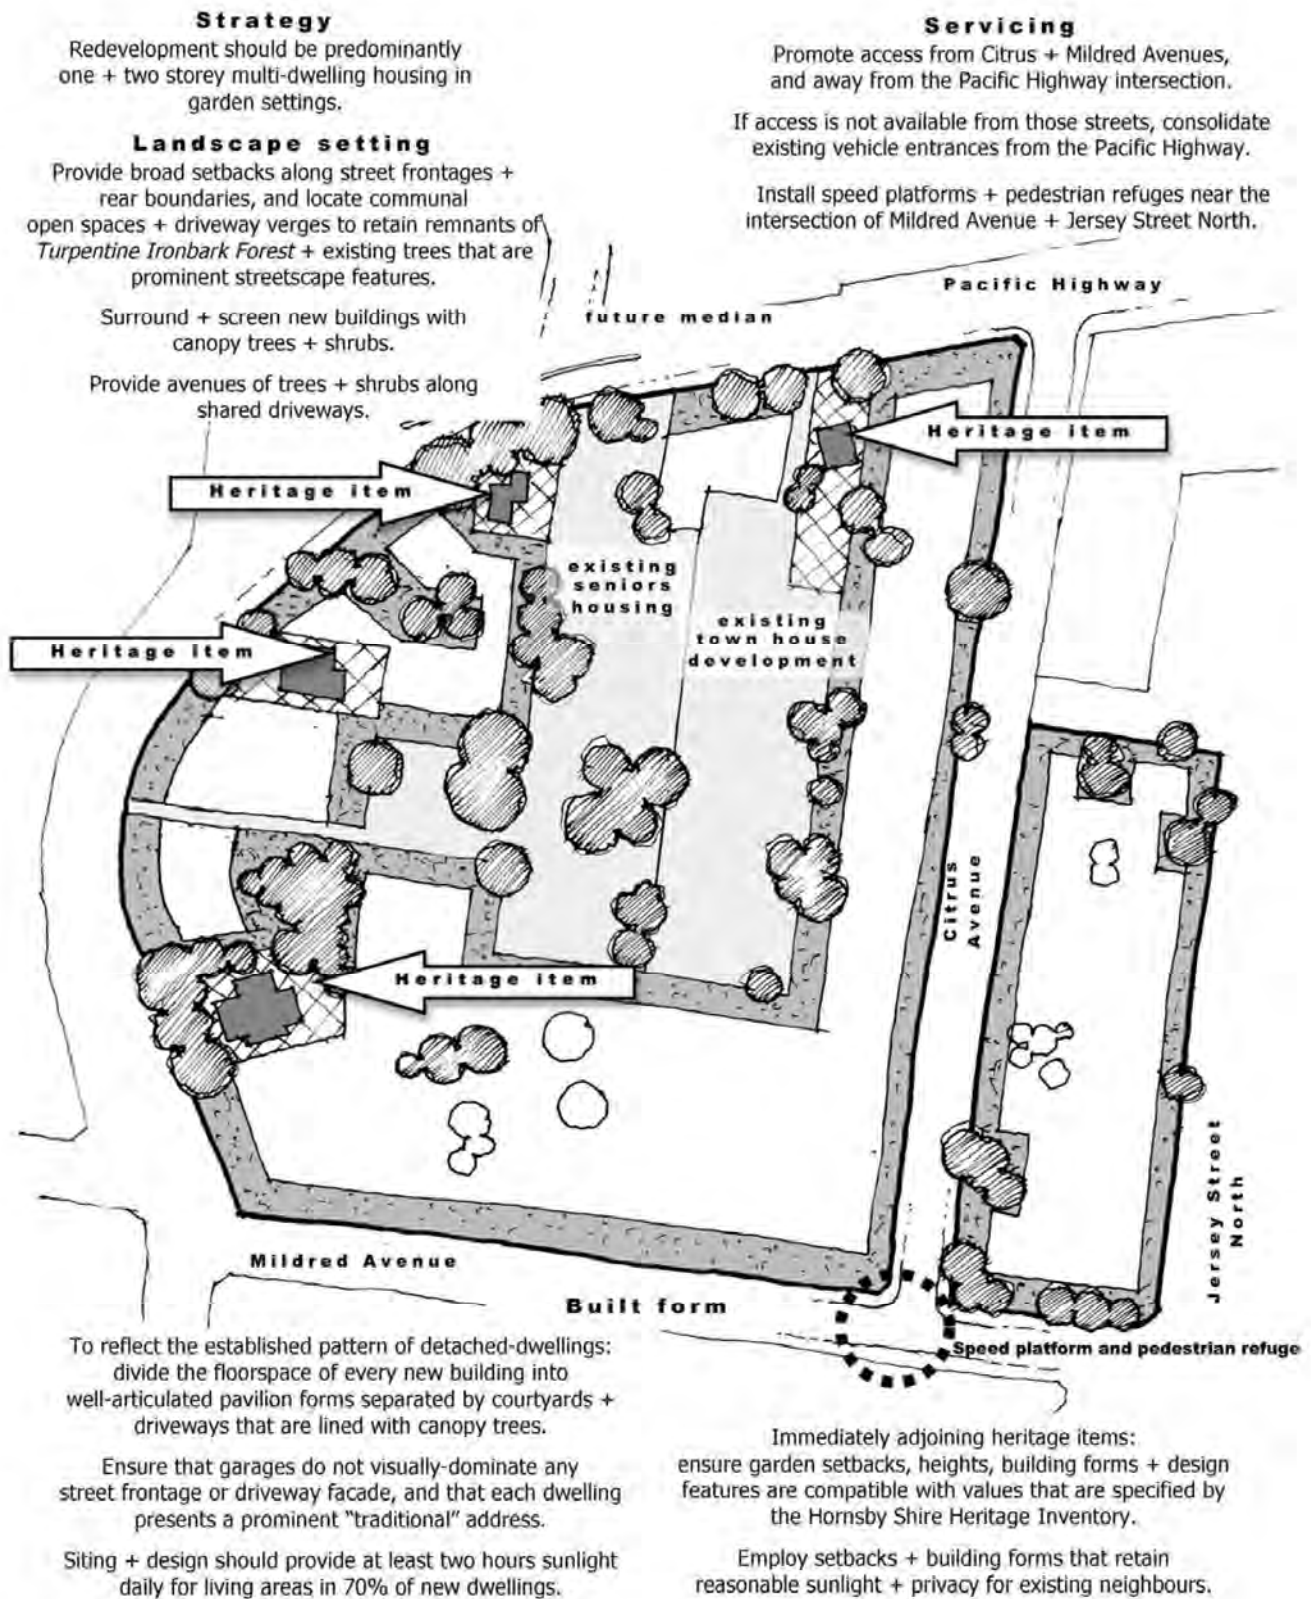 Strategy
Redevelopment should be predominantly
one + two storey multi-dwelling housing in
garden settings.
Landscape setting
Provide broad setbacks along street frontages +
rear boundaries, and locate communal
open spaces + driveway verges to retain remnants of
Turpentine Ironbark Forest + existing trees that are
prominent streetscape features.
Surround + screen new buildings with
canopy trees + shrubs.
Provide avenues of trees + shrubs along
shared driveways.
Servicing
Promote access from Citrus + Mildred Avenues,
and away from the Pacific Highway intersection.
If access is not available from those streets, consolidate
existing vehicle entrances from the Pacific Highway.
Install speed platforms + pedestrian refuges near the
intersection of Mildred Avenue + Jersey Street North.
Pacific Highway
future median
Heritage item
Heritage item
existing
seniors
housing
existing
town house
development
Heritage item
Citrus
Avenue
Heritage item
Jersey Street
North
Mildred Avenue
Speed platform and pedestrian refuge
Built form
To reflect the established pattern of detached-dwellings:
divide the floorspace of every new building into
well-articulated pavilion forms separated by courtyards +
driveways that are lined with canopy trees.
Ensure that garages do not visually-dominate any
street frontage or driveway facade, and that each dwelling
presents a prominent "traditional" address.
Siting + design should provide at least two hours sunlight
daily for living areas in 70% of new dwellings.
Immediately adjoining heritage items:
ensure garden setbacks, heights, building forms + design
features are compatible with values that are specified by
the Hornsby Shire Heritage Inventory.
Employ setbacks + building forms that retain
reasonable sunlight + privacy for existing neighbours.